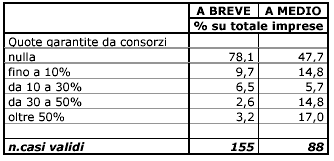 A BREVE A MEDIO
% su totale imprese
Quote garantite da consorzi
nulla 78,1 47,7
fino a 10% 9,7 14,8
da 10 a 30% 6,5 5,7
da 30 a 50% 2,6 14,8
oltre 50% 3,2 17,0
n.casi validi 155 88